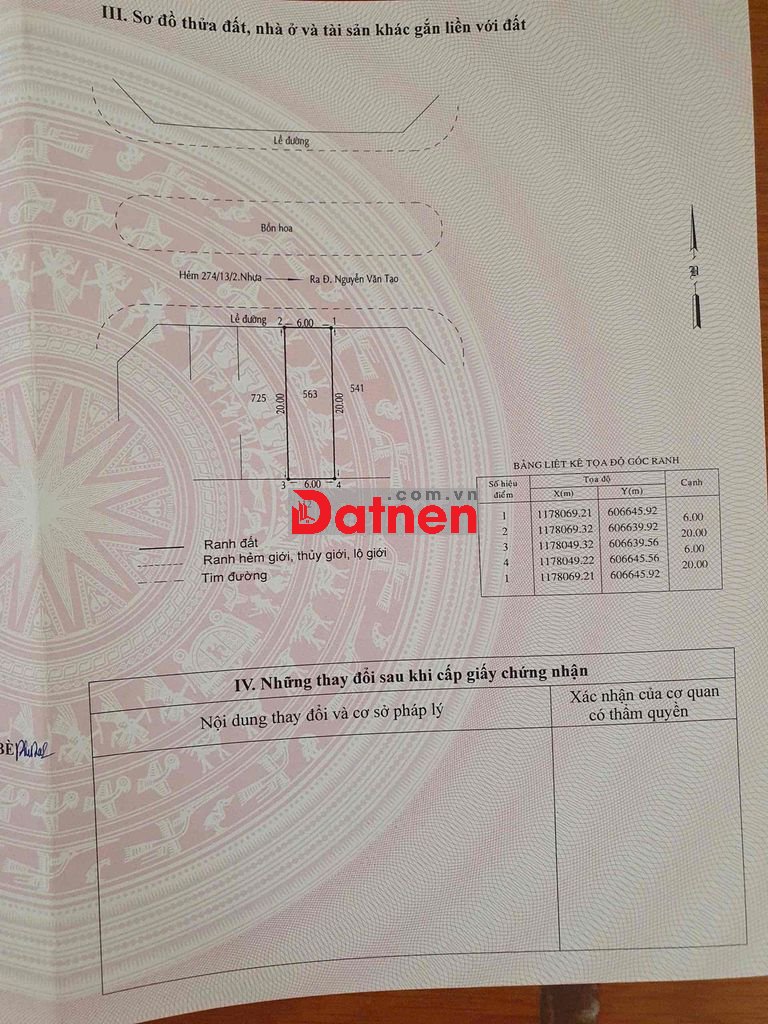 III. Sơ đồ thửa đất, nhà ở và tài sản khác gắn liền với đất
Lề đường
Bồn hoa
Hẻm 274/13/2.Nhựa Ra Đ. Nguyễn Văn Tạo
B
Lề đường 2 6.00 1
725 20.00 563 20.00 541
3 6.00 4
.com.vn
Datnen
BẢNG LIỆT KÊ TỌA ĐỘ GÓC RANH
Số hiệu điểm Tọa độ Cạnh
X(m) Y(m)
1 1178069.21 606645.92
6.00
2 1178069.32 606639.92
20.00
3 1178049.32 606639.56
6.00
4 1178049.22 606645.56
20.00
1 1178069.21 606645.92
Ranh đất
Ranh hẻm giới, thủy giới, lộ giới
Tim đường
IV. Những thay đổi sau khi cấp giấy chứng nhận
Nội dung thay đổi và cơ sở pháp lý
Xác nhận của cơ quan
có thẩm quyền
BÈ